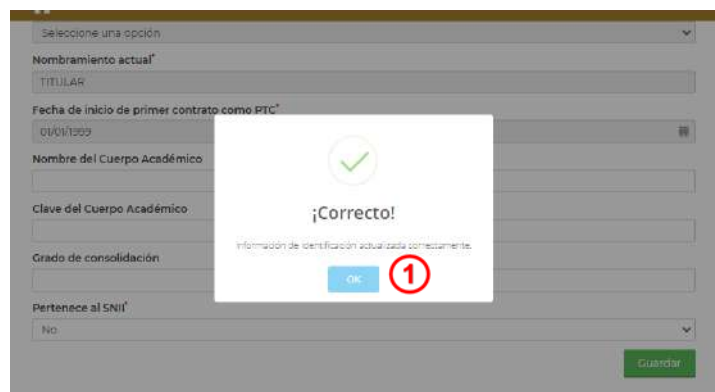 Seleccione una opción
Nombramiento actual*
TITULAR
Fecha de inicio de primer contrato como PTC*
01/01/1999
Nombre del Cuerpo Académico
Clave del Cuerpo Académico
¡Correcto!
Información de identificación actualizada correctamente.
Grado de consolidación
OK
1
Pertenece al SNII*
No
Guardar